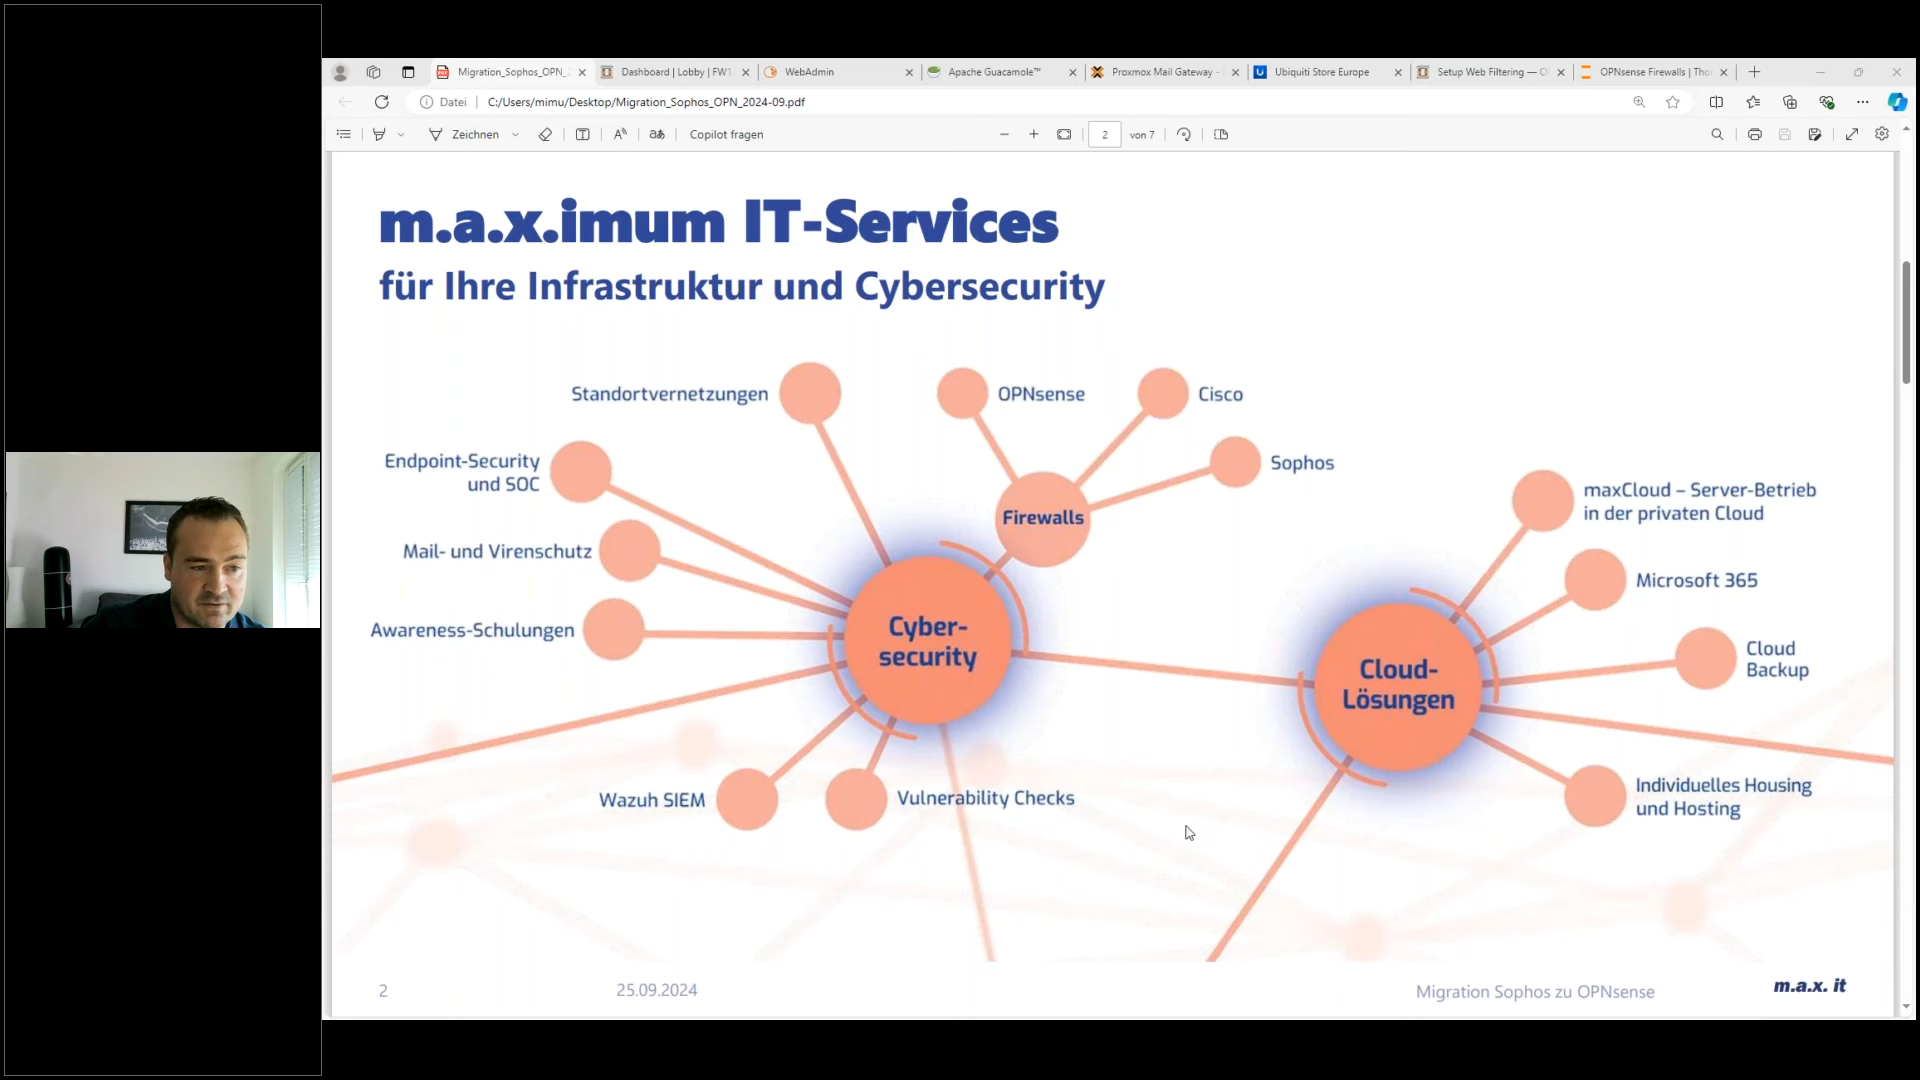 Migration_Sophos_OPN_
Dashboard | Lobby | FW1.
WebAdmin
Apache Guacamole™
Proxmox Mail Gateway -
Ubiquiti Store Europe
Setup Web Filtering — O
OPNsense Firewalls | Tho
Datei
C:/Users/mimu/Desktop/Migration_Sophos_OPN_2024-09.pdf
Zeichnen
Copilot fragen
2
von 7
m.a.x.imum IT-Services
für Ihre Infrastruktur und Cybersecurity
Standortvernetzungen
OPNsense
Cisco
Endpoint-Security
und SOC
Sophos
Firewalls
maxCloud – Server-Betrieb
in der privaten Cloud
Mail- und Virenschutz
Microsoft 365
Awareness-Schulungen
Cyber-
security
Cloud
Backup
Cloud-
Lösungen
Wazuh SIEM
Vulnerability Checks
Individuelles Housing
und Hosting
2
25.09.2024
Migration Sophos zu OPNsense
m.a.x. it